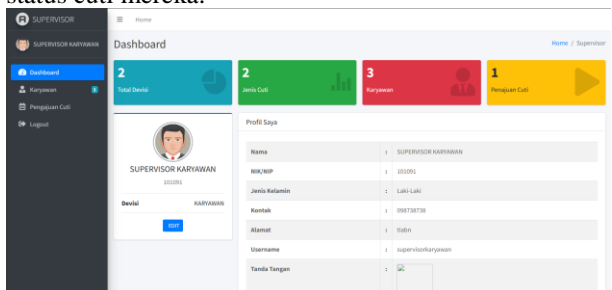 status cuti mereka.
SUPERVISOR
Home
SUPERVISOR KARYAWAN
Dashboard
Home / Supervisor
Dashboard
Karyawan
Pengajuan Cuti
Logout
2
Total Devisi
2
Jenis Cuti
3
Karyawan
1
Penajuan Cuti
SUPERVISOR KARYAWAN
101091
Devisi KARYAWAN
EDIT
Profil Saya
Nama : SUPERVISOR KARYAWAN
NIK/NIP : 101091
Jenis Kelamin : Laki-Laki
Kontak : 098738738
Alamat :
Username : supervisorkaryawan
Tanda Tangan :